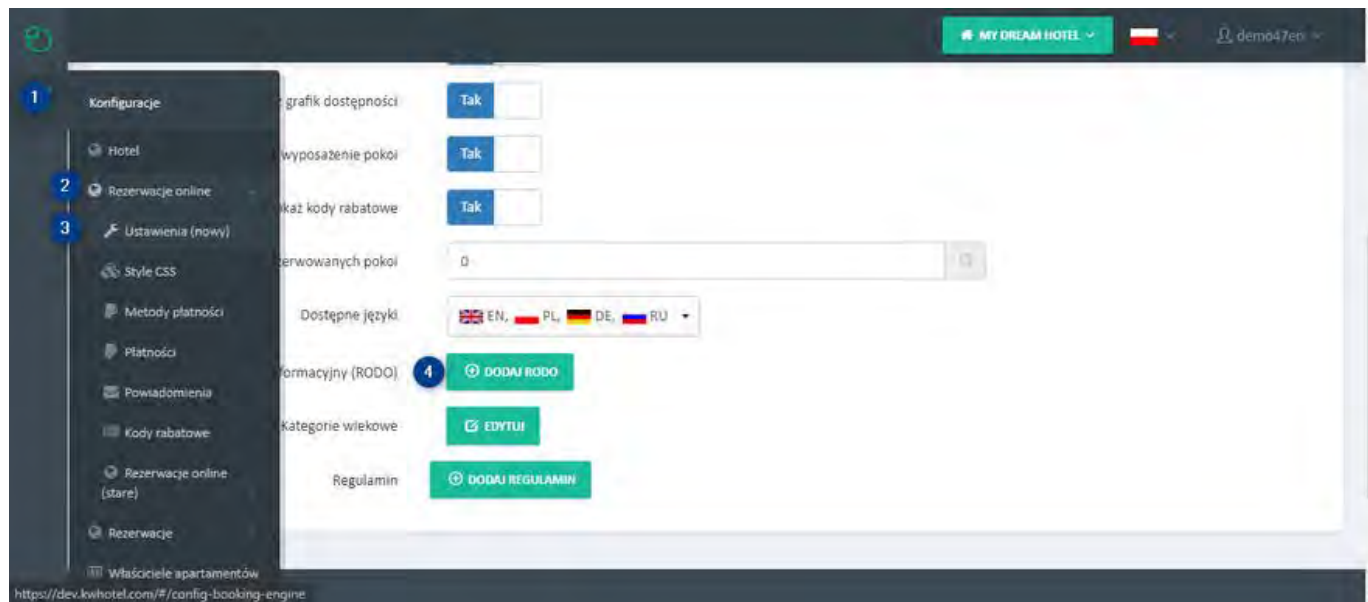 MY DREAM HOTEL
demo47en
1
Konfiguracje
grafik dostępności
Tak
Hotel
wyposażenie pokoi
Tak
2
Rezerwacje online
każ kody rabatowe
Tak
3
Ustawienia (nowy)
zerwowanych pokoi
0
Style CSS
Metody płatności
Dostępne języki
EN, PL, DE, RU
Płatności
formacyjny (RODO)
4
DODAJ RODO
Powiadomienia
Kategorie wiekowe
EDYTUJ
Kody rabatowe
Rezerwacje online
(stare)
Regulamin
DODAJ REGULAMIN
Rezerwacje
Właściciele apartamentów
https://dev.kwhotel.com/#/config-booking-engine